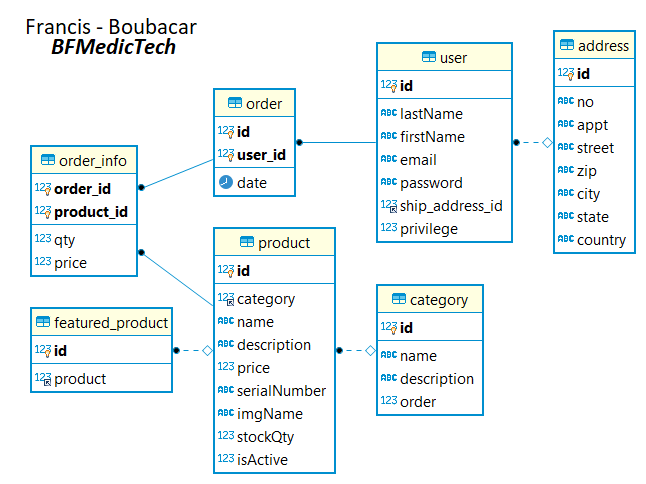 Francis - Boubacar
BFMedicTech
order_info
123 order_id
123 product_id
123 qty
123 price
order
123 id
123 user_id
date
user
123 id
ABC lastName
ABC firstName
ABC email
ABC password
123 ship_address_id
ABC privilege
address
123 id
ABC no
ABC appt
ABC street
ABC zip
ABC city
ABC state
ABC country
featured_product
123 id
123 product
product
123 id
123 category
ABC name
ABC description
123 price
ABC serialNumber
ABC imgName
123 stockQty
123 isActive
category
123 id
ABC name
ABC description
123 order